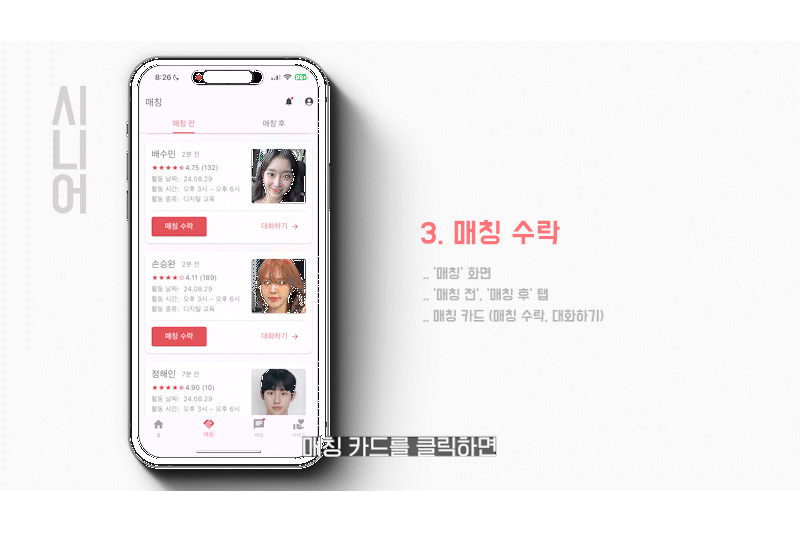 시니어
8:26
매칭
매칭 전
매칭 후
배수민 2분 전
★★★★★4.75 (132)
활동 날짜: 24.08.29
활동 시간: 오후 3시 ~ 오후 6시
활동 종류: 디지털 교육
매칭 수락
대화하기 →
손승완 2분 전
★★★★☆4.11 (189)
활동 날짜: 24.08.29
활동 시간: 오후 3시 ~ 오후 6시
활동 종류: 디지털 교육
매칭 수락
대화하기 →
정해인 7분 전
★★★★★4.90 (10)
활동 날짜: 24.08.29
활동 시간: 오후 3시 ~ 오후 6시
홈
매칭
채팅
3. 매칭 수락
.. '매칭' 화면
.. '매칭 전', '매칭 후' 탭
.. 매칭 카드 (매칭 수락, 대화하기)
매칭 카드를 클릭하면